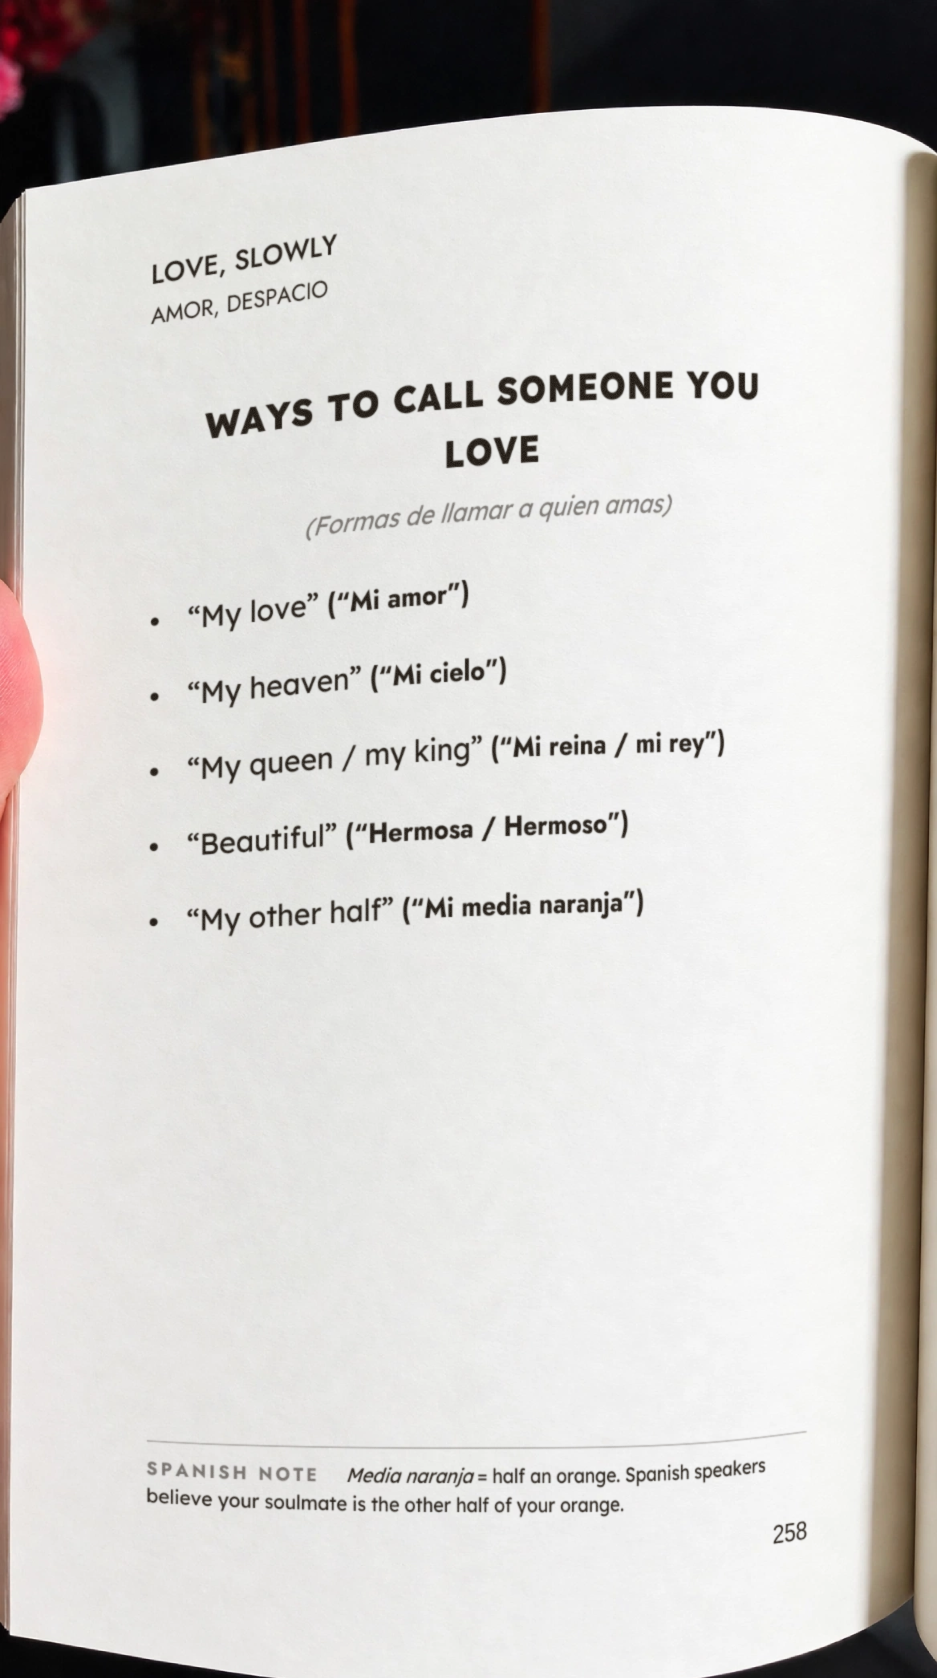 LOVE, SLOWLY
AMOR, DESPACIO
WAYS TO CALL SOMEONE YOU
LOVE
(Formas de llamar a quien amas)
• “My love” (“Mi amor”)
• “My heaven” (“Mi cielo”)
• “My queen / my king” (“Mi reina / mi rey”)
• “Beautiful” (“Hermosa / Hermoso”)
• “My other half” (“Mi media naranja”)
SPANISH NOTE Media naranja = half an orange. Spanish speakers
believe your soulmate is the other half of your orange.
258